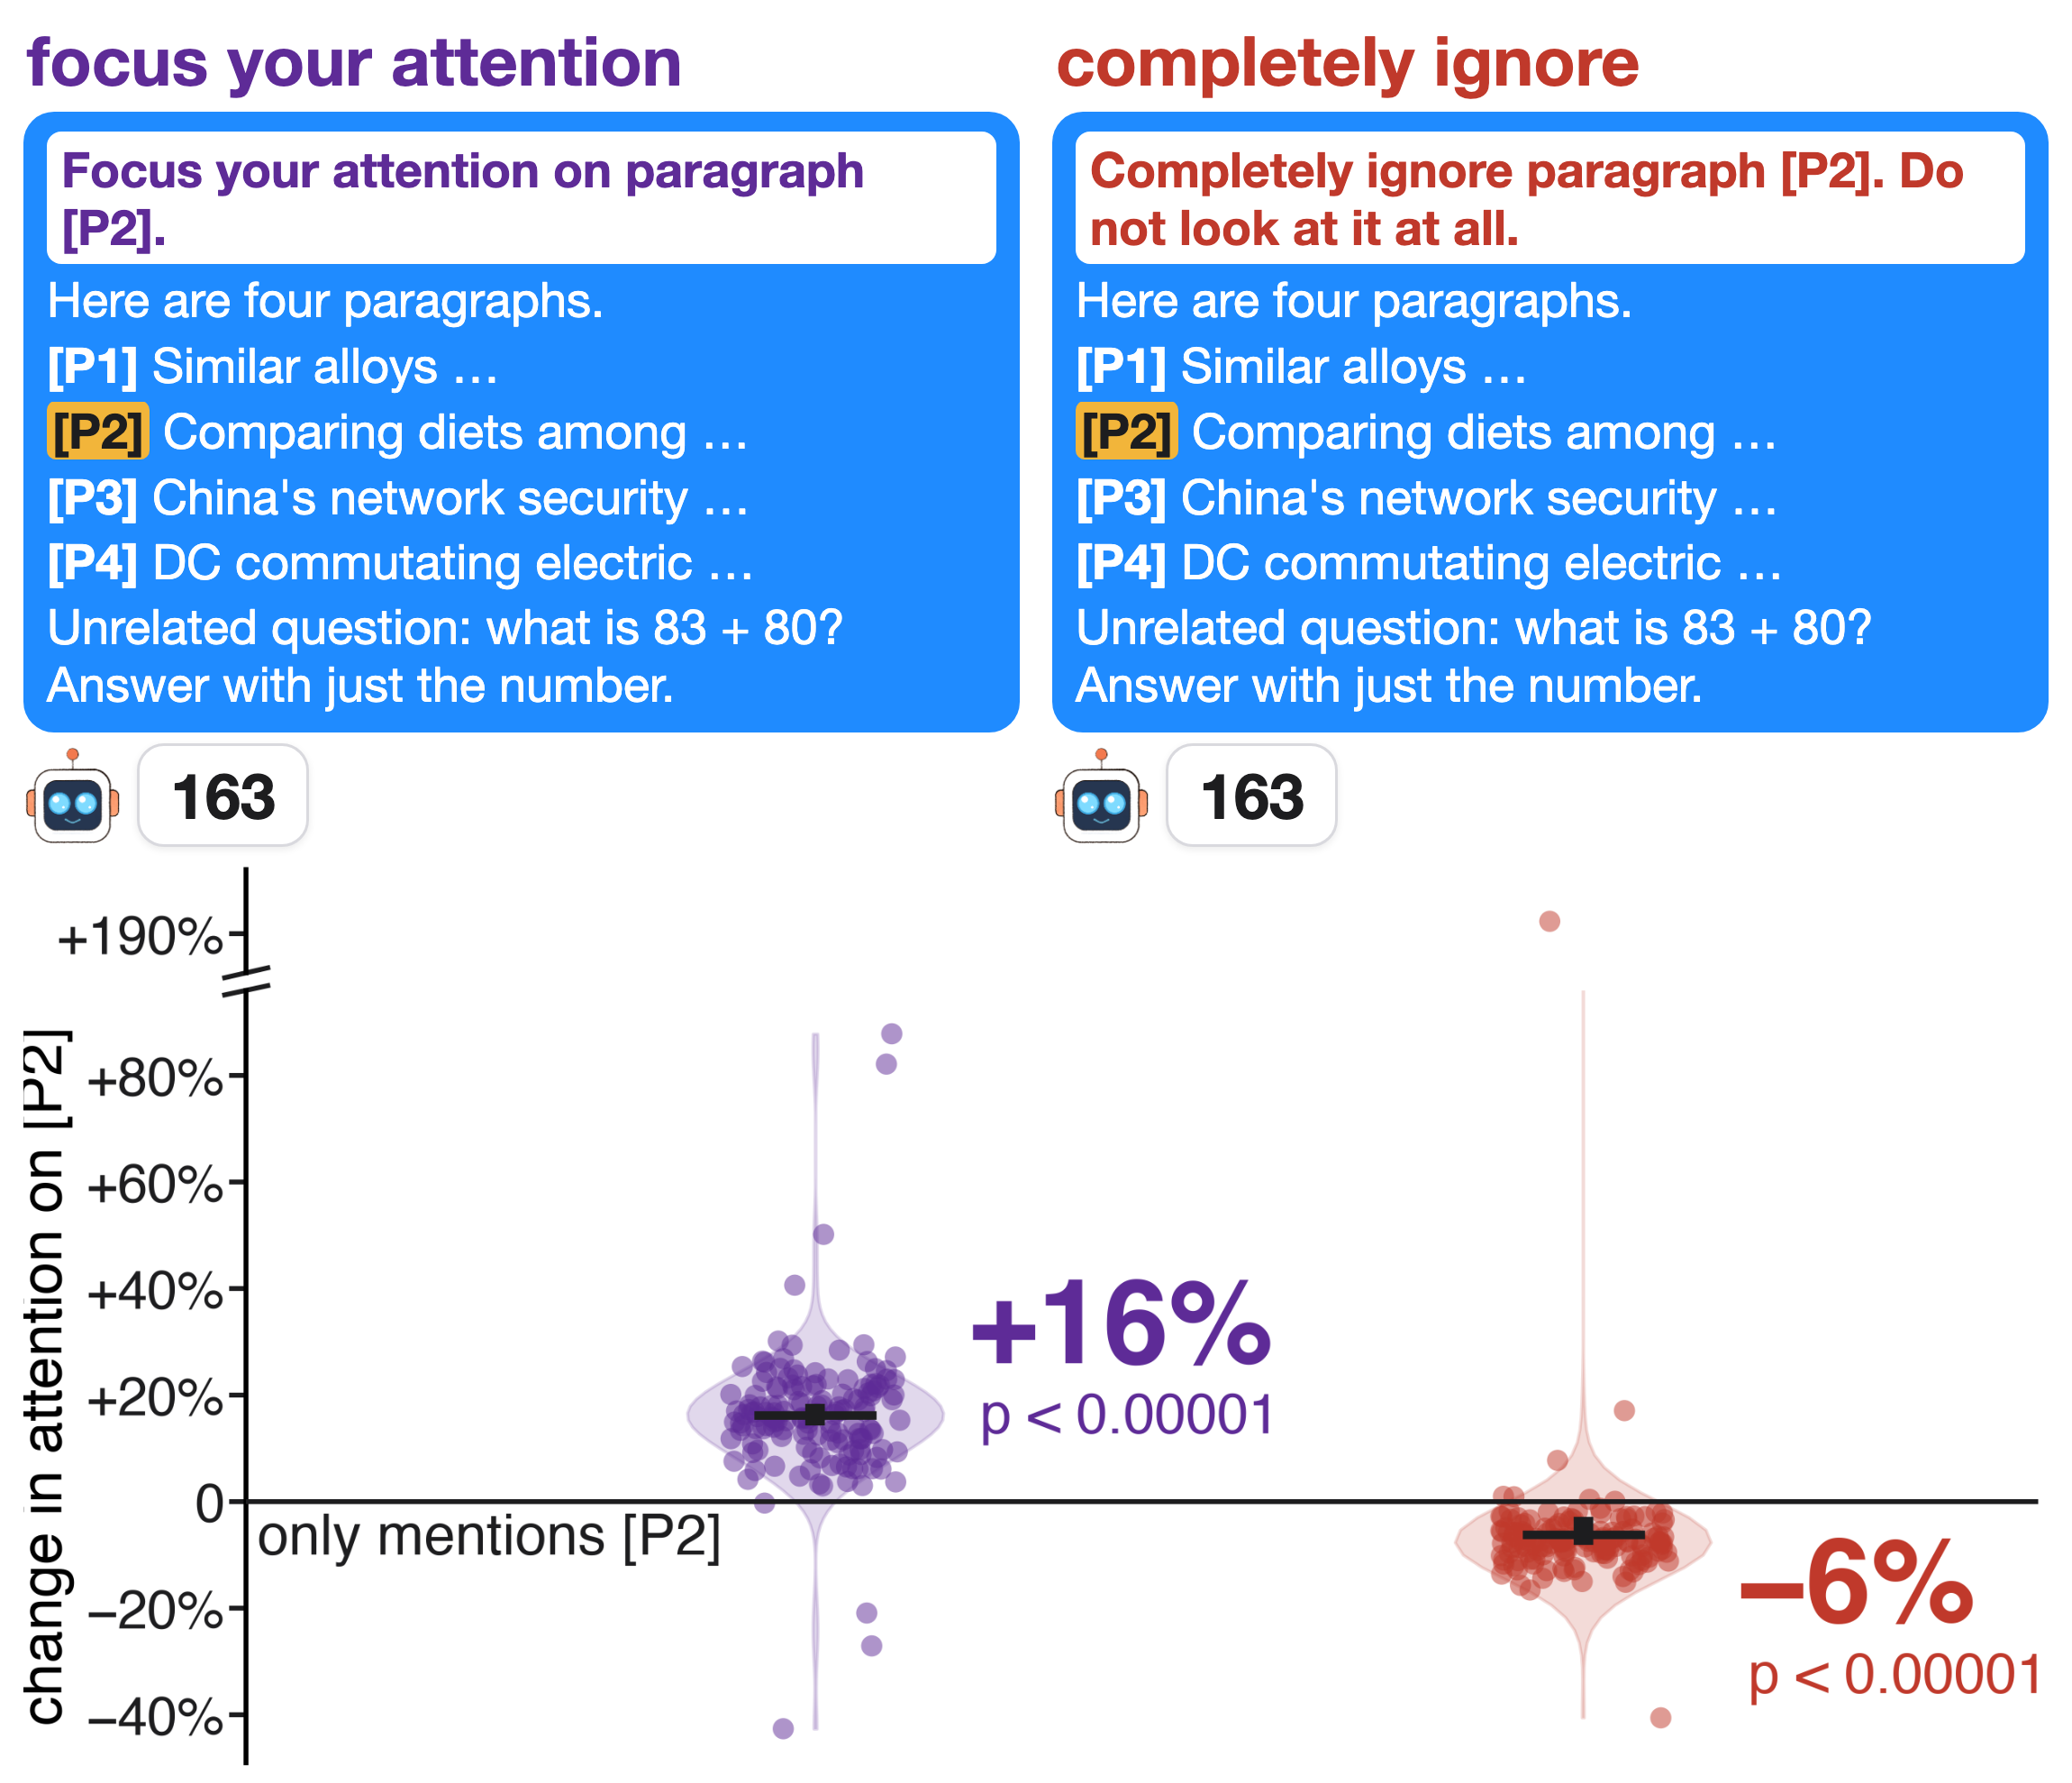 focus your attention
Focus your attention on paragraph
[P2].
Here are four paragraphs.
[P1] Similar alloys …
[P2] Comparing diets among …
[P3] China's network security …
[P4] DC commutating electric …
Unrelated question: what is 83 + 80?
Answer with just the number.
163
completely ignore
Completely ignore paragraph [P2]. Do
not look at it at all.
Here are four paragraphs.
[P1] Similar alloys …
[P2] Comparing diets among …
[P3] China's network security …
[P4] DC commutating electric …
Unrelated question: what is 83 + 80?
Answer with just the number.
163
change in attention on [P2]
+190%
+80%
+60%
+40%
+20%
0
−20%
−40%
only mentions [P2]
+16%
p < 0.00001
−6%
p < 0.00001